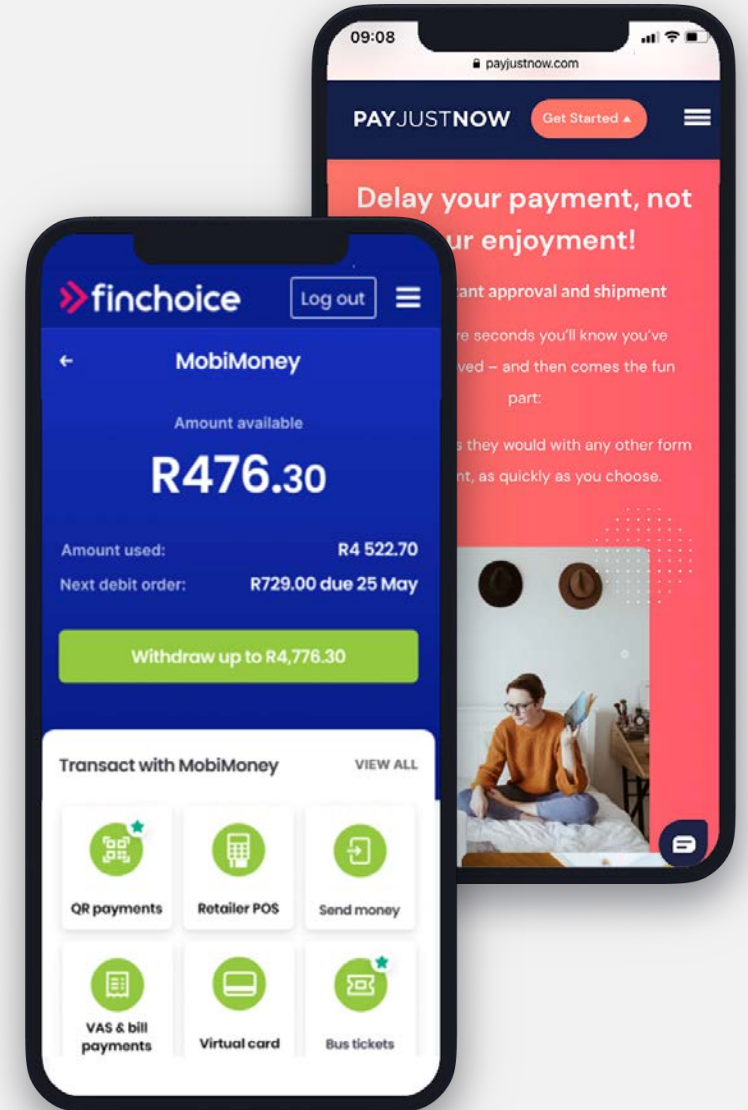 09:08
payjustnow.com
PAYJUSTNOW
Get Started
Delay your payment, not
enjoyment!
approval and shipment
seconds you'll know you've
– and then comes the fun
part:
they would with any other form
as quickly as you choose.
finchoice
Log out
MobiMoney
Amount available
R476.30
Amount used: R4 522.70
Next debit order: R729.00 due 25 May
Withdraw up to R4,776.30
Transact with MobiMoney VIEW ALL
QR payments Retailer POS Send money
VAS & bill
payments Virtual card Bus tickets